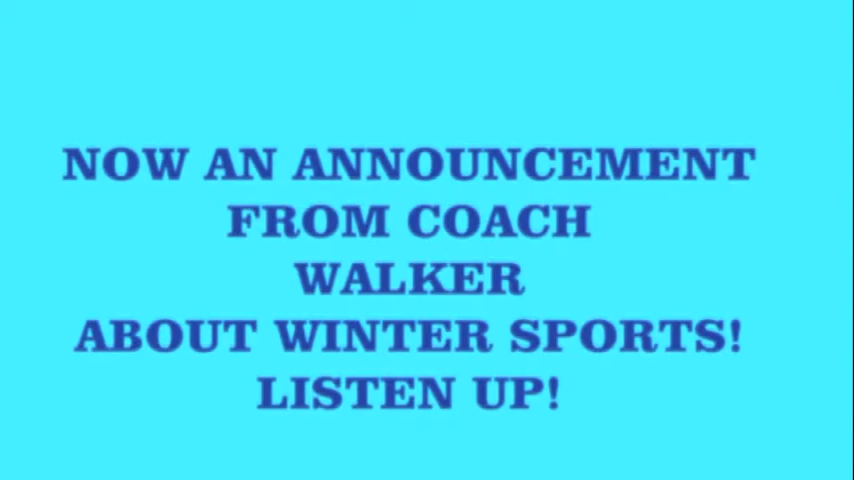 NOW AN ANNOUNCEMENT
FROM COACH
WALKER
ABOUT WINTER SPORTS!
LISTEN UP!